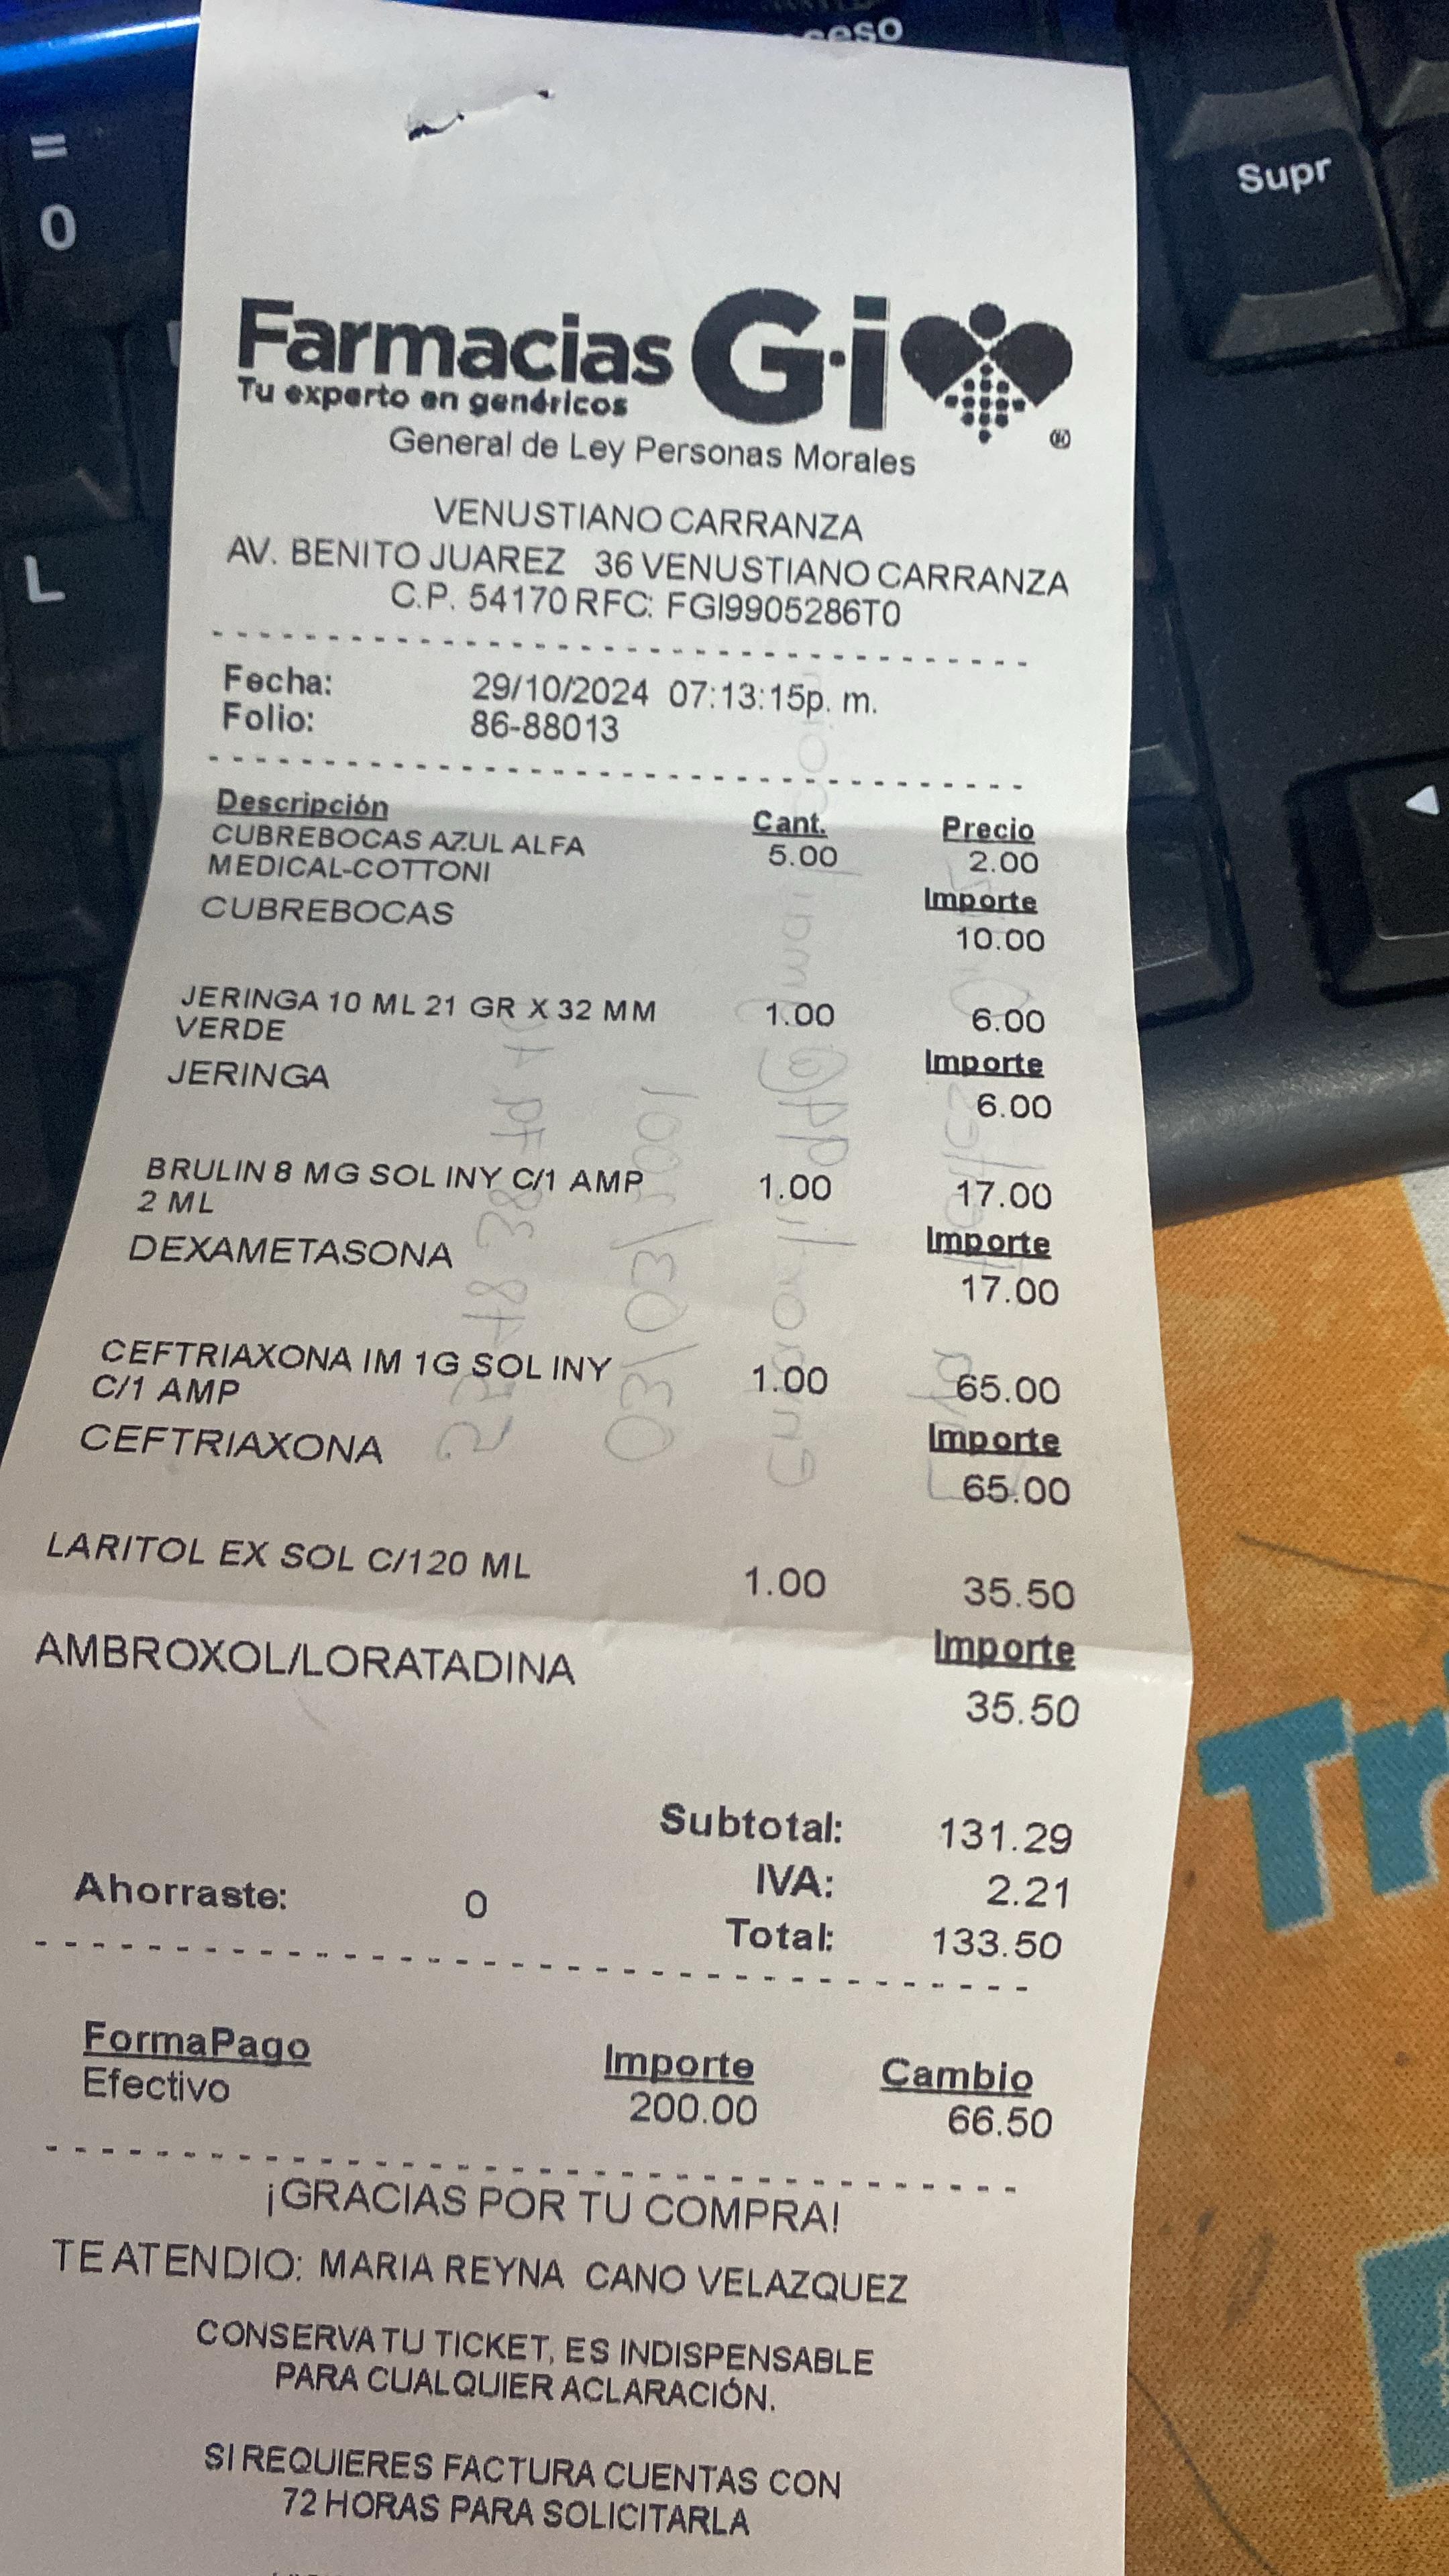 ceso
=
0
Supr
L
Farmacias G·i
Tu experto en genéricos
®
General de Ley Personas Morales
VENUSTIANO CARRANZA
AV. BENITO JUAREZ 36 VENUSTIANO CARRANZA
C.P. 54170 RFC: FGI9905286T0
Fecha: 29/10/2024 07:13:15p. m.
Folio: 86-88013
Descripción Cant. Precio
CUBREBOCAS AZUL ALFA 5.00 2.00
MEDICAL-COTTONI
Importe
CUBREBOCAS 10.00
JERINGA 10 ML 21 GR X 32 MM 1.00 6.00
VERDE
Importe
JERINGA 6.00
BRULIN 8 MG SOL INY C/1 AMP 1.00 17.00
2 ML
Importe
DEXAMETASONA 17.00
CEFTRIAXONA IM 1G SOL INY 1.00 65.00
C/1 AMP
Importe
CEFTRIAXONA 65.00
LARITOL EX SOL C/120 ML 1.00 35.50
Importe
AMBROXOL/LORATADINA 35.50
Subtotal: 131.29
IVA: 2.21
Ahorraste: 0
Total: 133.50
FormaPago Importe Cambio
Efectivo 200.00 66.50
¡GRACIAS POR TU COMPRA!
TE ATENDIO: MARIA REYNA CANO VELAZQUEZ
CONSERVA TU TICKET, ES INDISPENSABLE
PARA CUALQUIER ACLARACIÓN.
SI REQUIERES FACTURA CUENTAS CON
72 HORAS PARA SOLICITARLA
Tr